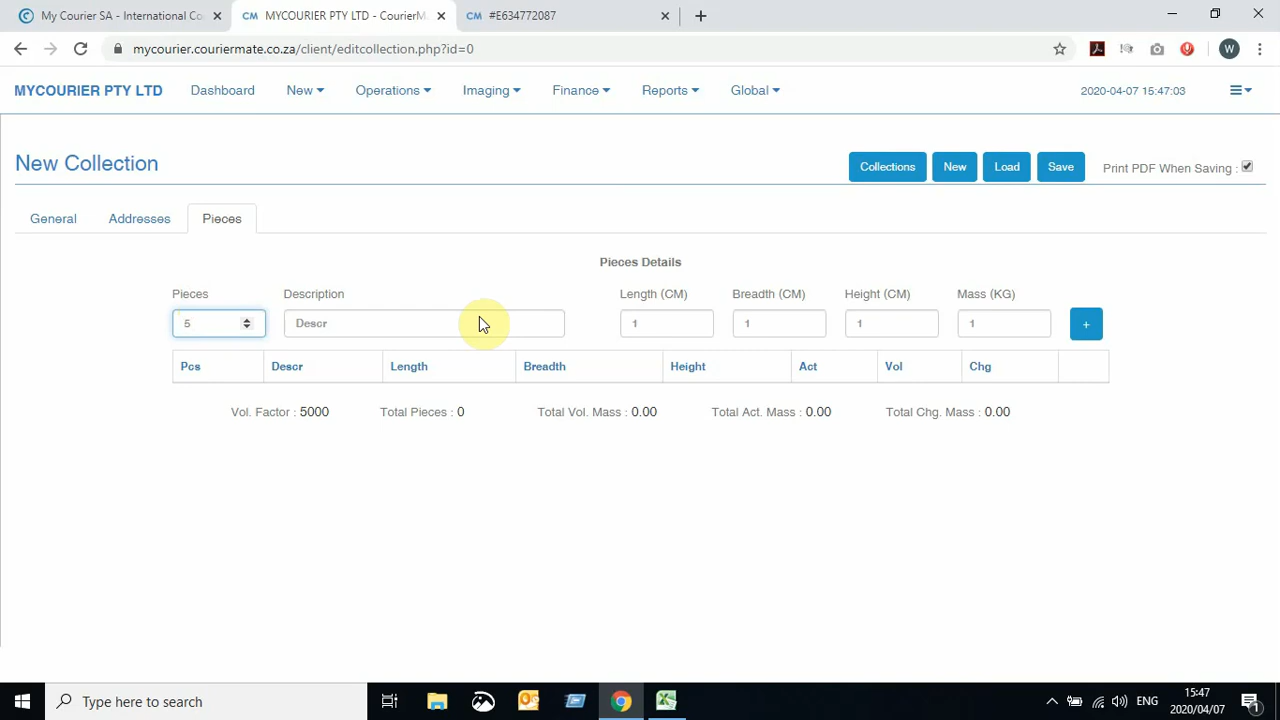 My Courier SA - International Co
CM MYCOURIER PTY LTD - CourierMa
CM #E634772087
mycourier.couriermate.co.za/client/editcollection.php?id=0
W
MYCOURIER PTY LTD Dashboard New Operations Imaging Finance Reports Global 2020-04-07 15:47:03
New Collection
Collections New Load Save Print PDF When Saving :
General Addresses Pieces
Pieces Details
Pieces Description Length (CM) Breadth (CM) Height (CM) Mass (KG)
5 Descr 1 1 1 1 +
Pcs Descr Length Breadth Height Act Vol Chg
Vol. Factor : 5000 Total Pieces : 0 Total Vol. Mass : 0.00 Total Act. Mass : 0.00 Total Chg. Mass : 0.00
Type here to search
ENG
15:47
2020/04/07
1